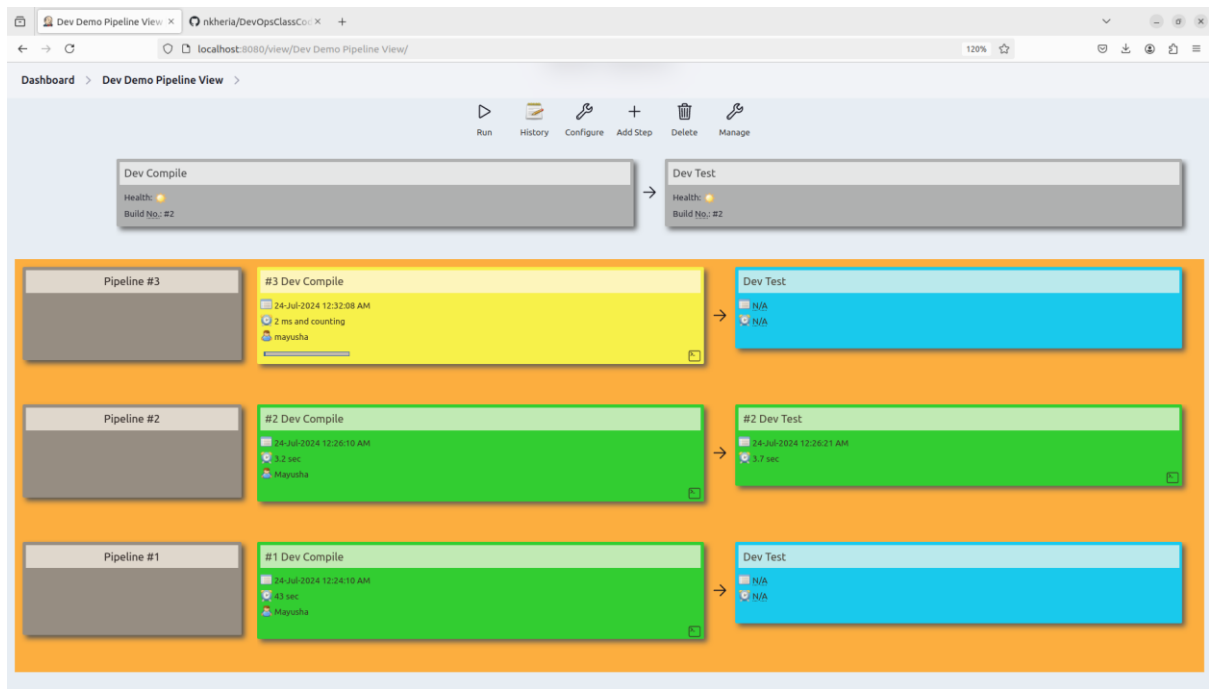 Dev Demo Pipeline View
nkheria/DevOpsClassCod
localhost:8080/view/Dev Demo Pipeline View/
120%
Dashboard > Dev Demo Pipeline View >
Run History Configure Add Step Delete Manage
Dev Compile
Health:
Build No.: #2
Dev Test
Health:
Build No.: #2
Pipeline #3
#3 Dev Compile
24-Jul-2024 12:32:08 AM
2 ms and counting
mayusha
Dev Test
N/A
N/A
Pipeline #2
#2 Dev Compile
24-Jul-2024 12:26:10 AM
3.2 sec
Mayusha
#2 Dev Test
24-Jul-2024 12:26:21 AM
3.7 sec
Pipeline #1
#1 Dev Compile
24-Jul-2024 12:24:10 AM
43 sec
Mayusha
Dev Test
N/A
N/A